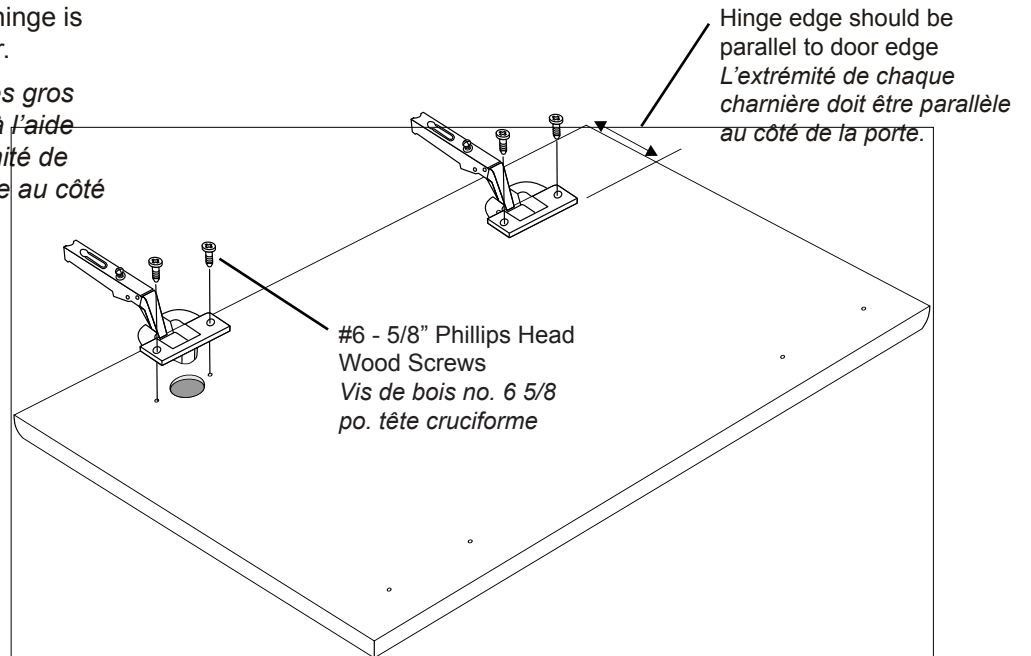 hinge is
r.
s gros
à l’aide
ité de
e au côté
Hinge edge should be
parallel to door edge
L’extrémité de chaque
charnière doit être parallèle
au côté de la porte.
#6 - 5/8” Phillips Head
Wood Screws
Vis de bois no. 6 5/8
po. tête cruciforme